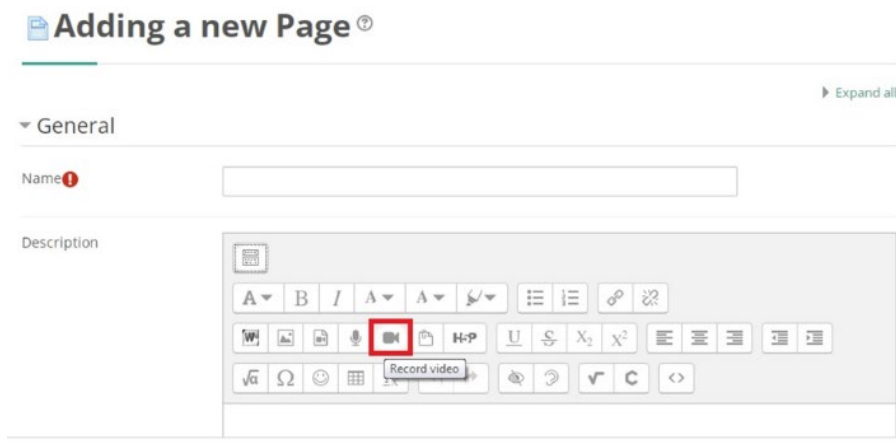 Adding a new Page
Expand all
General
Name
Description
A B I A A
W H-P U S X2 X2
Record video
√α Ω √ C <>